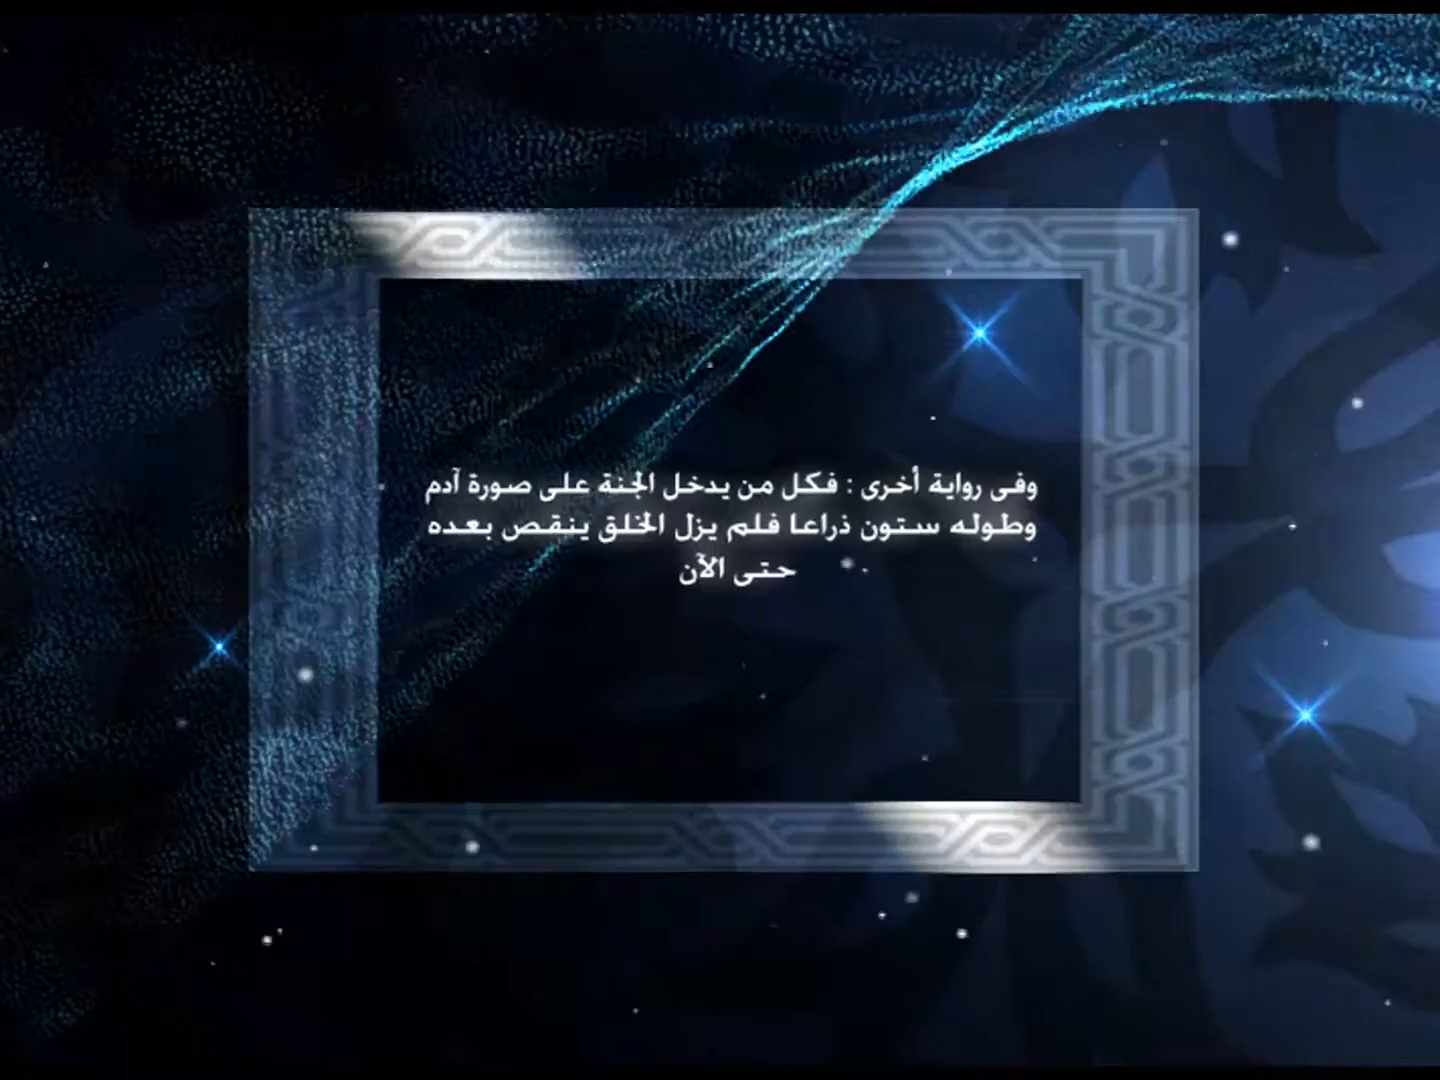 وفى رواية أخرى : فكل من يدخل الجنة على صورة آدم
وطوله ستون ذراعا فلم يزل الخلق ينقص بعده
حتى الآن